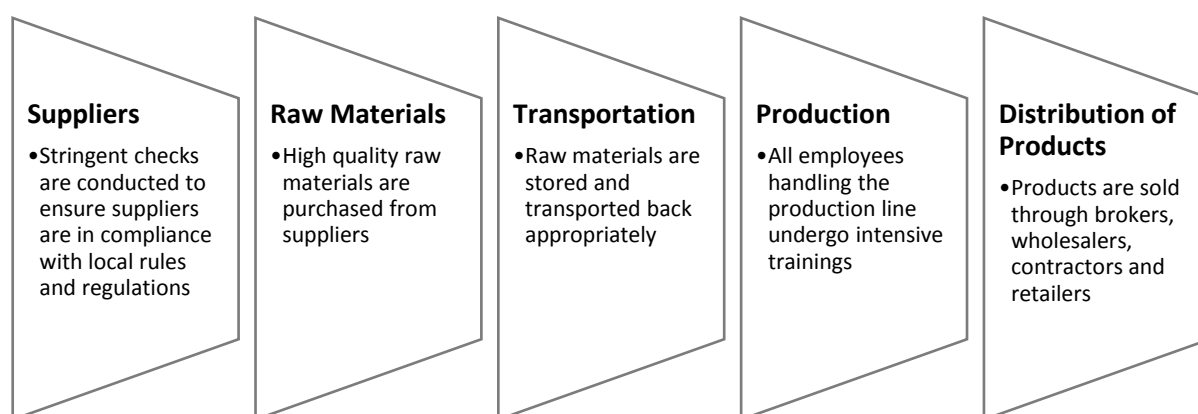 Suppliers
•Stringent checks
are conducted to
ensure suppliers
are in compliance
with local rules
and regulations
Raw Materials
•High quality raw
materials are
purchased from
suppliers
Transportation
•Raw materials are
stored and
transported back
appropriately
Production
•All employees
handling the
production line
undergo intensive
trainings
Distribution of
Products
•Products are sold
through brokers,
wholesalers,
contractors and
retailers